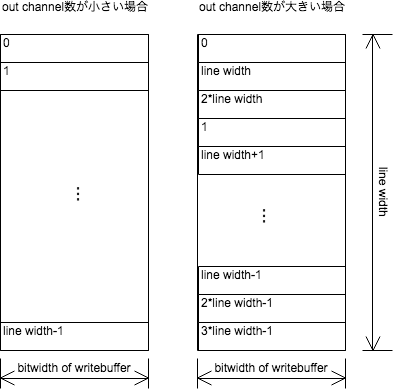 out channel数が小さい場合
0
1
⋮
line width-1
bitwidth of writebuffer
out channel数が大きい場合
0
line width
2*line width
1
line width+1
⋮
line width-1
2*line width-1
3*line width-1
bitwidth of writebuffer
line width